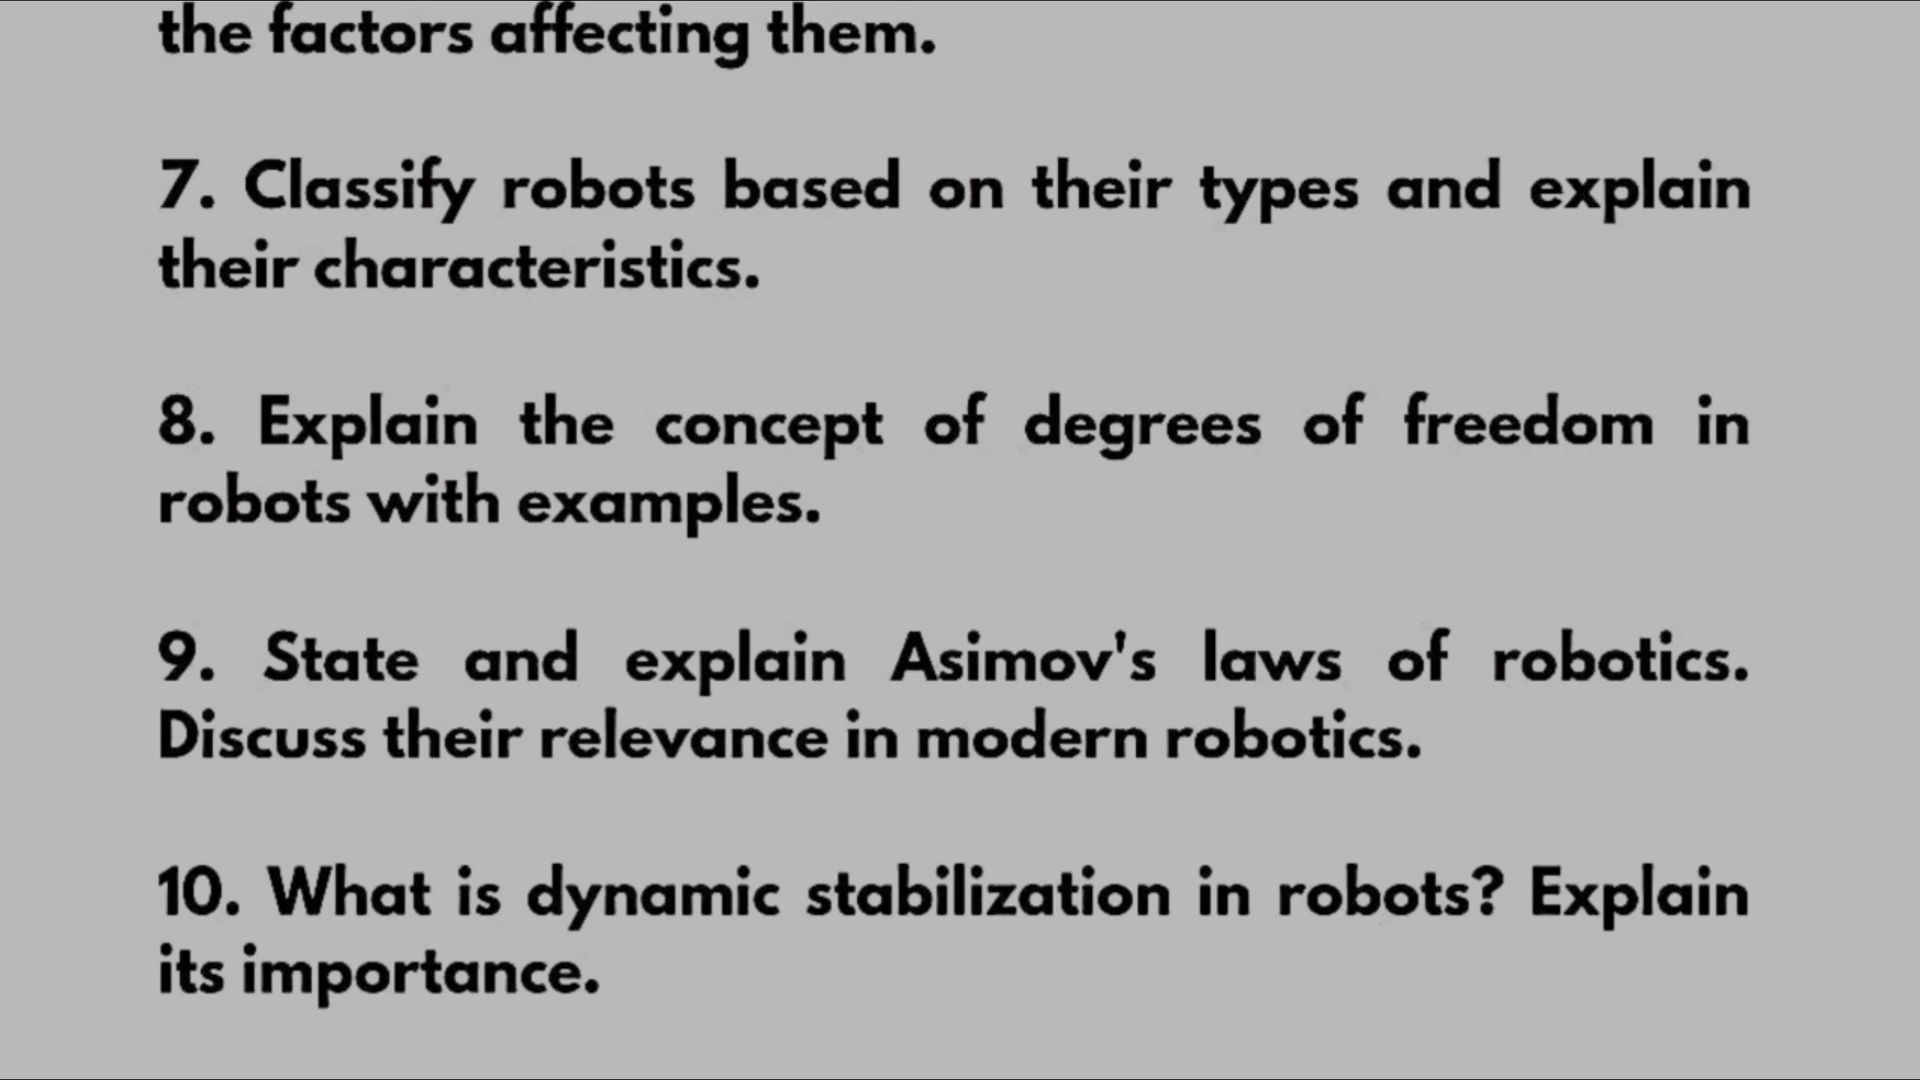 the factors affecting them.
7. Classify robots based on their types and explain
their characteristics.
8. Explain the concept of degrees of freedom in
robots with examples.
9. State and explain Asimov's laws of robotics.
Discuss their relevance in modern robotics.
10. What is dynamic stabilization in robots? Explain
its importance.